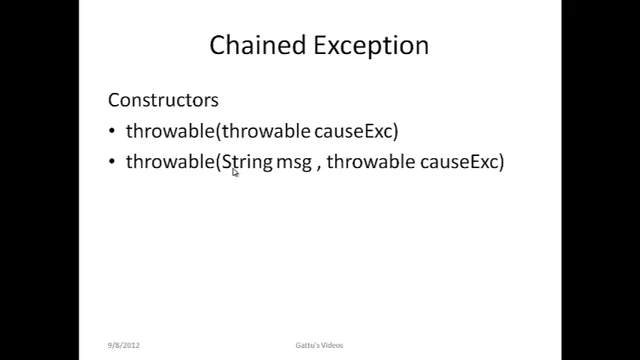 Chained Exception
Constructors
• throwable(throwable causeExc)
• throwable(String msg , throwable causeExc)
9/8/2012
Gattu's Videos